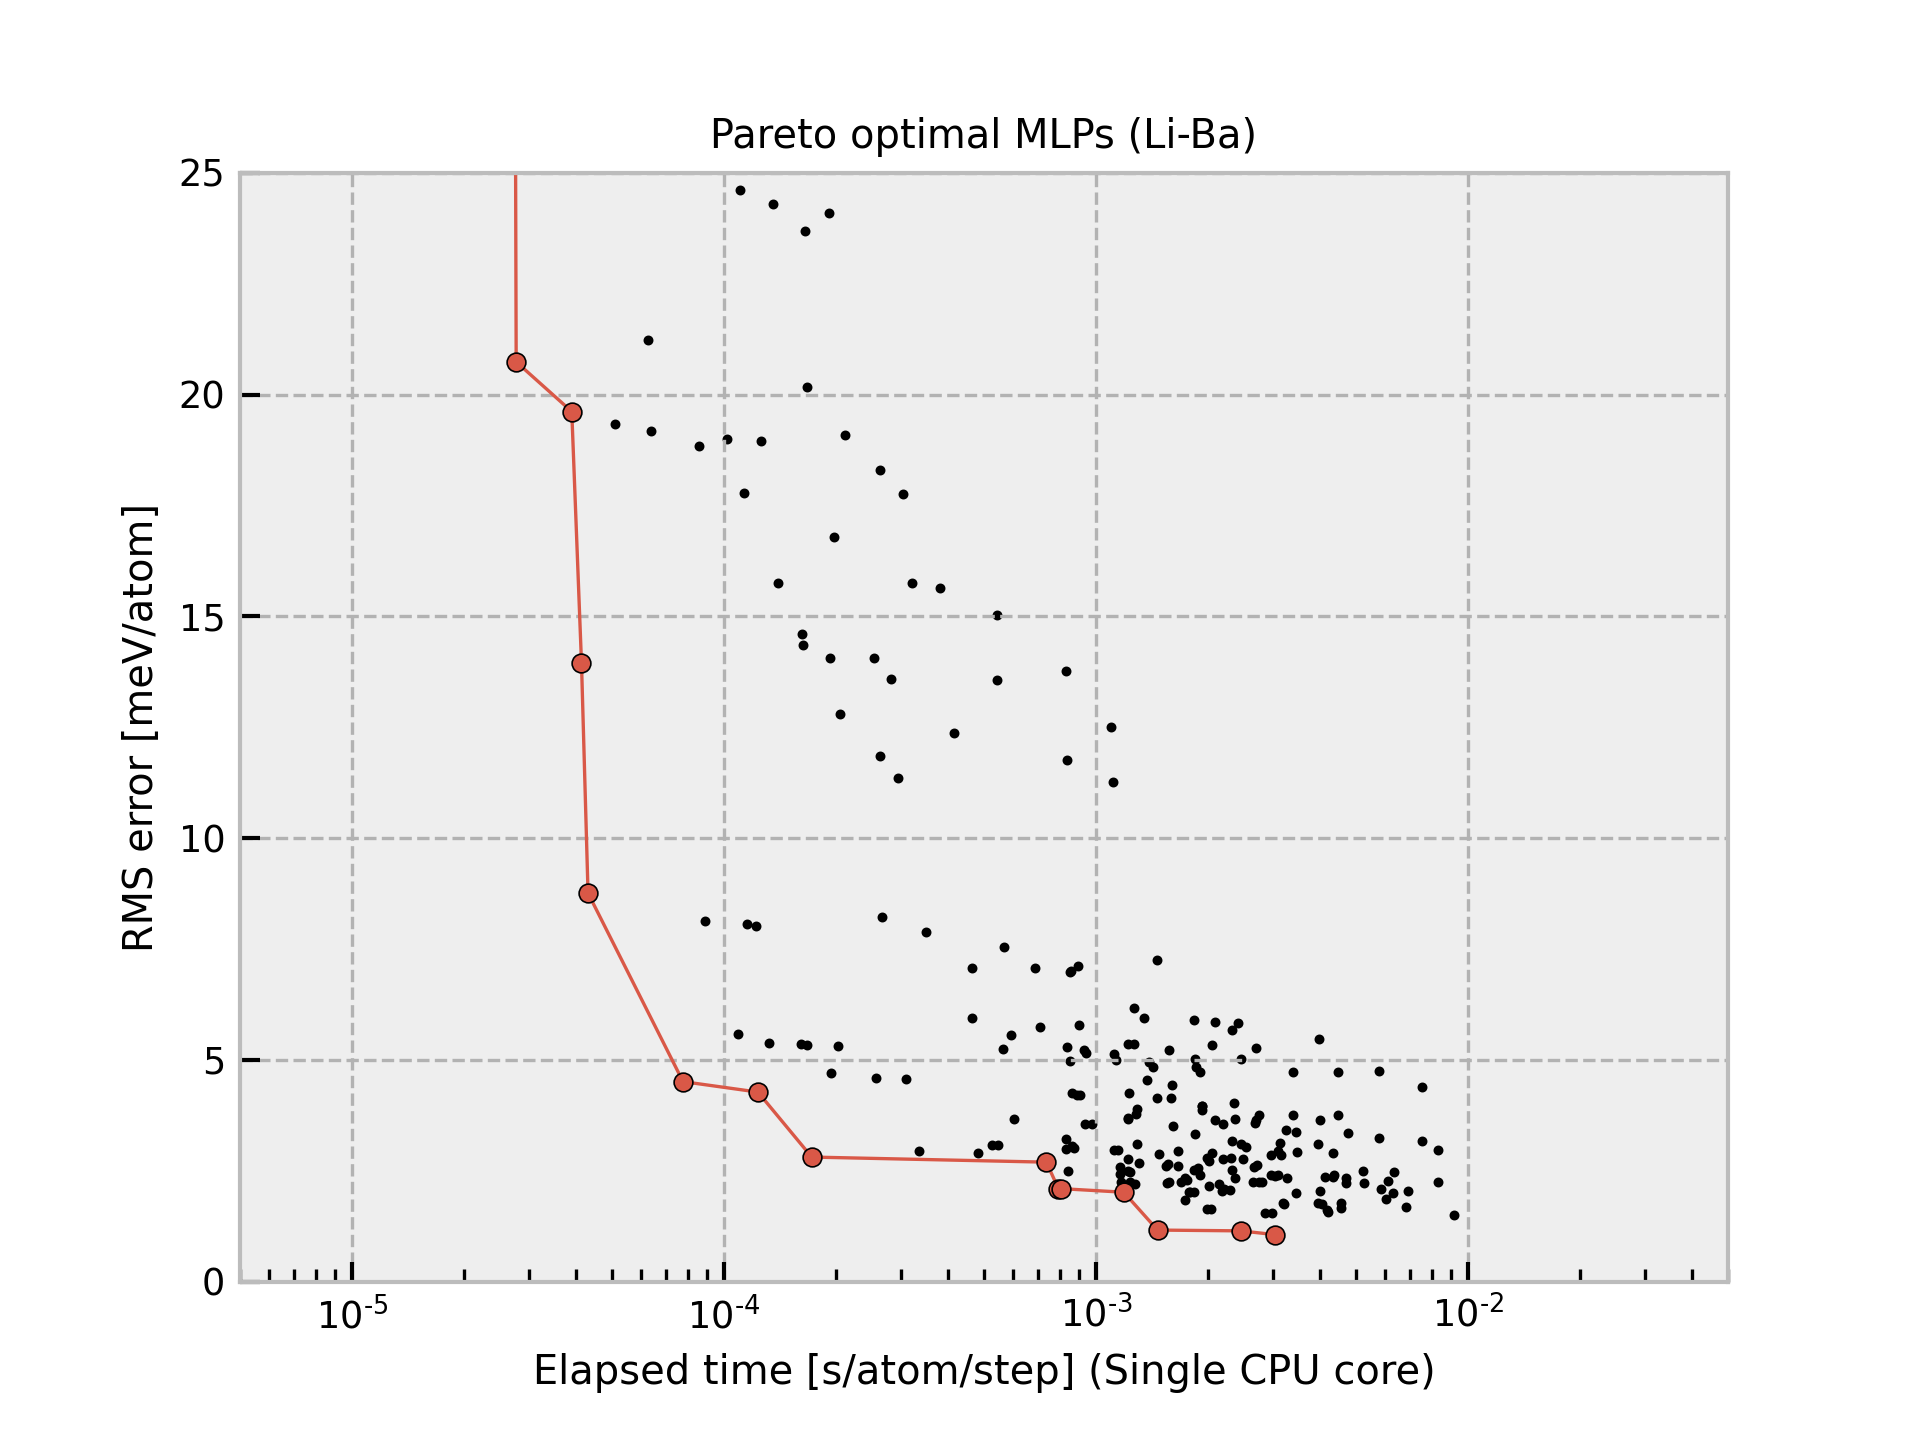 Pareto optimal MLPs (Li-Ba)
RMS error [meV/atom]
25
20
15
10
5
0
10^-5 10^-4 10^-3 10^-2
Elapsed time [s/atom/step] (Single CPU core)